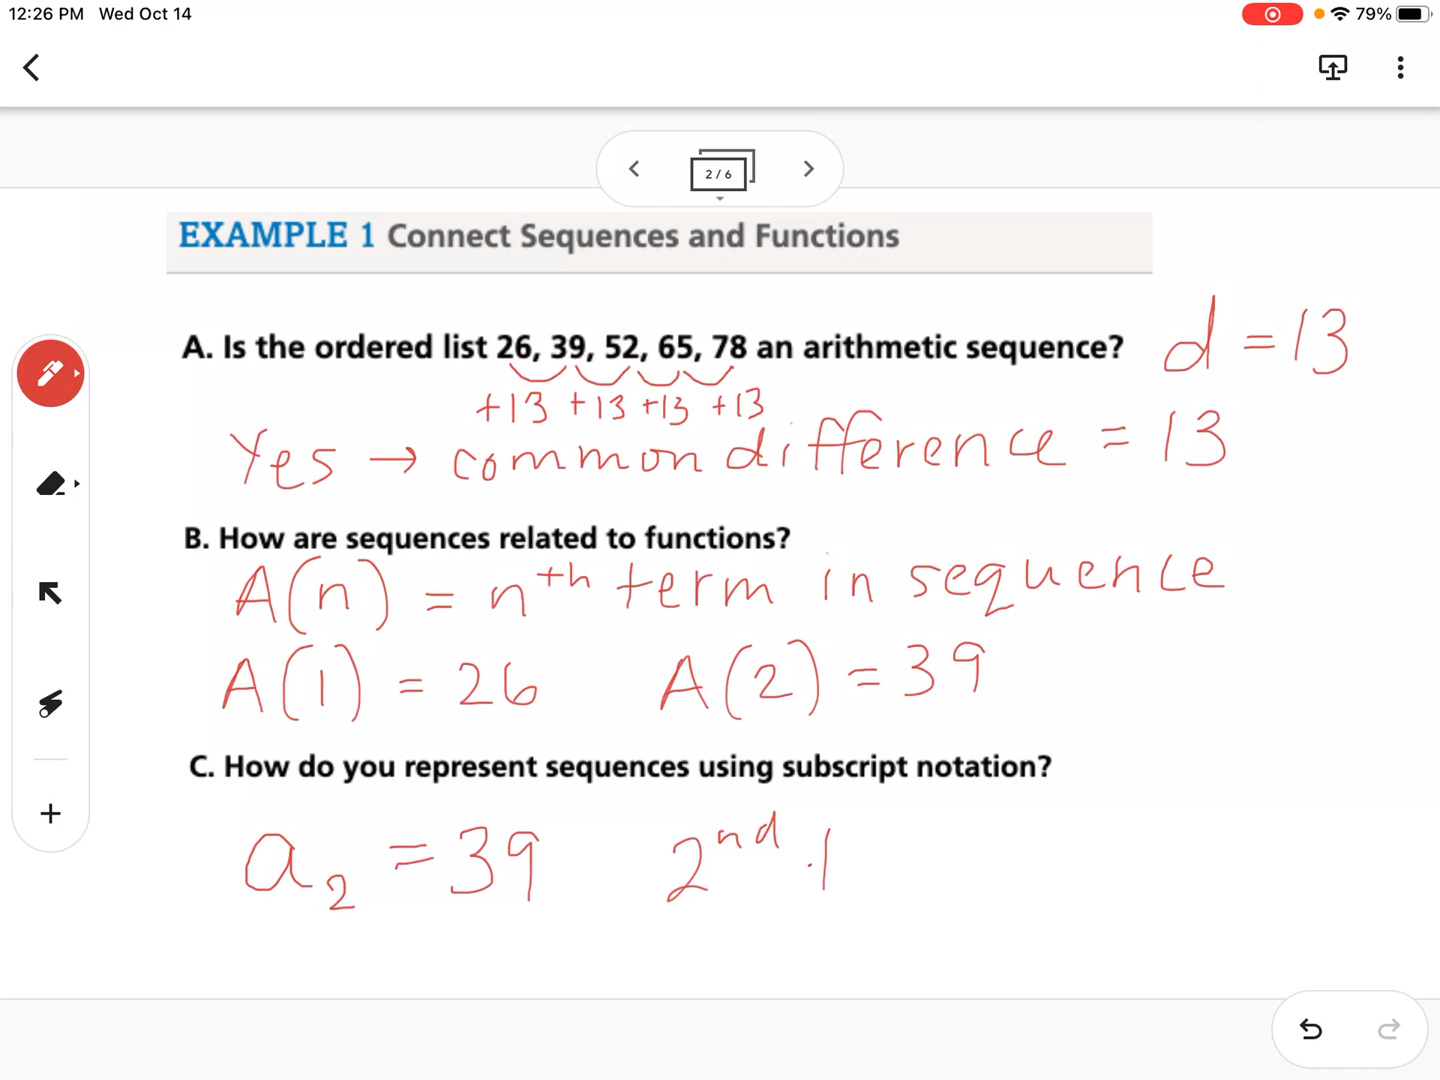 12:26 PM Wed Oct 14 79%
2 / 6
EXAMPLE 1 Connect Sequences and Functions
A. Is the ordered list 26, 39, 52, 65, 78 an arithmetic sequence? d = 13
+13 +13 +13 +13
Yes → common difference = 13
B. How are sequences related to functions?
A(n) = nth term in sequence
A(1) = 26 A(2) = 39
C. How do you represent sequences using subscript notation?
a₂ = 39 2nd